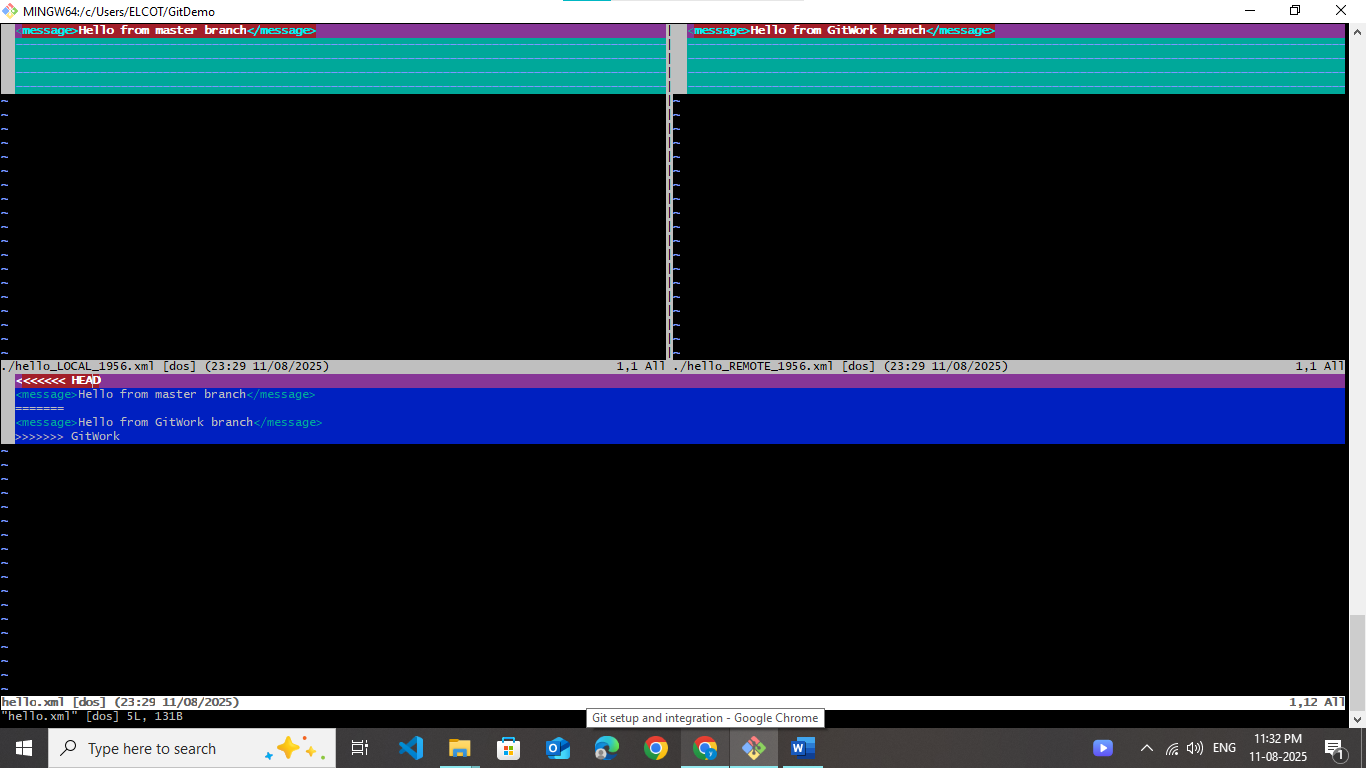 MINGW64:/c/Users/ELCOT/GitDemo
<message>Hello from master branch</message>
<message>Hello from GitWork branch</message>
./hello_LOCAL_1956.xml [dos] (23:29 11/08/2025) 1,1 All
./hello_REMOTE_1956.xml [dos] (23:29 11/08/2025) 1,1 All
<<<<<<< HEAD
<message>Hello from master branch</message>
=======
<message>Hello from GitWork branch</message>
>>>>>>> GitWork
hello.xml [dos] (23:29 11/08/2025) 1,12 All
"hello.xml" [dos] 5L, 131B
Git setup and integration - Google Chrome
Type here to search
ENG
11:32 PM
11-08-2025
1